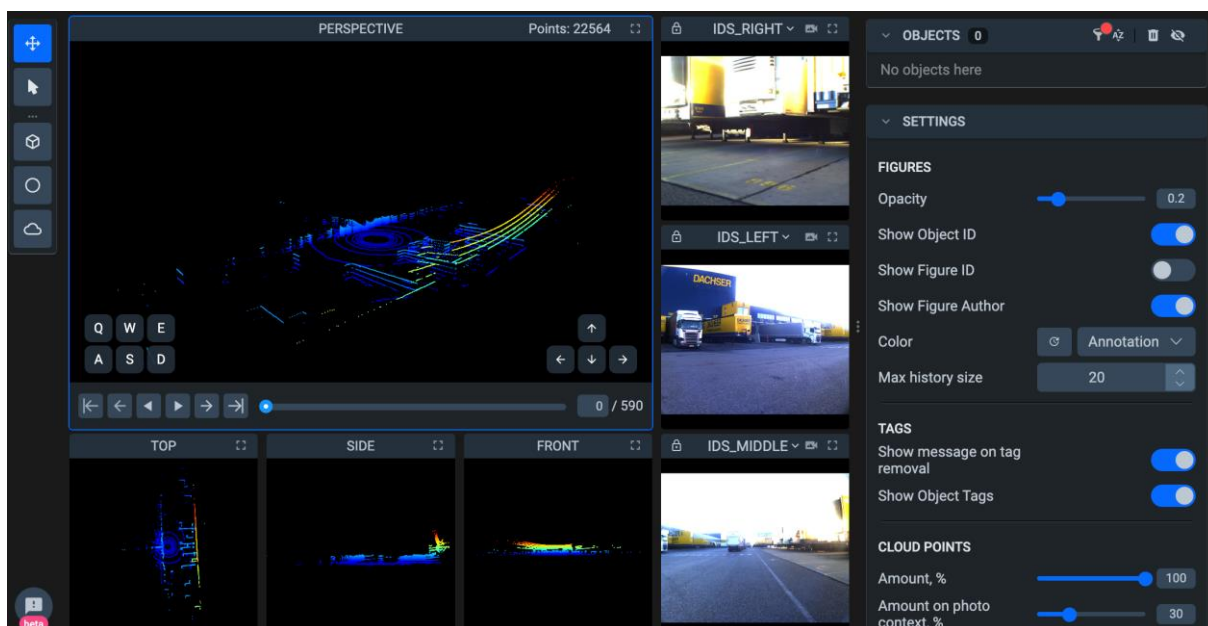 PERSPECTIVE Points: 22564
Q W E
A S D
0 / 590
TOP
SIDE
FRONT
IDS_RIGHT
IDS_LEFT
DACHSER
IDS_MIDDLE
OBJECTS 0
AZ
No objects here
SETTINGS
FIGURES
Opacity 0.2
Show Object ID
Show Figure ID
Show Figure Author
Color Annotation
Max history size 20
TAGS
Show message on tag
removal
Show Object Tags
CLOUD POINTS
Amount, % 100
Amount on photo
context, % 30
beta